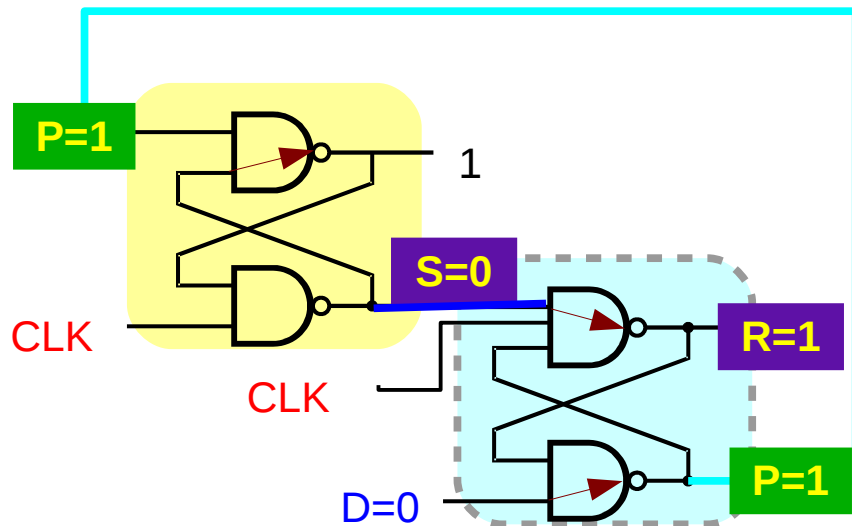 P=1
1
S=0
CLK
R=1
CLK
P=1
D=0